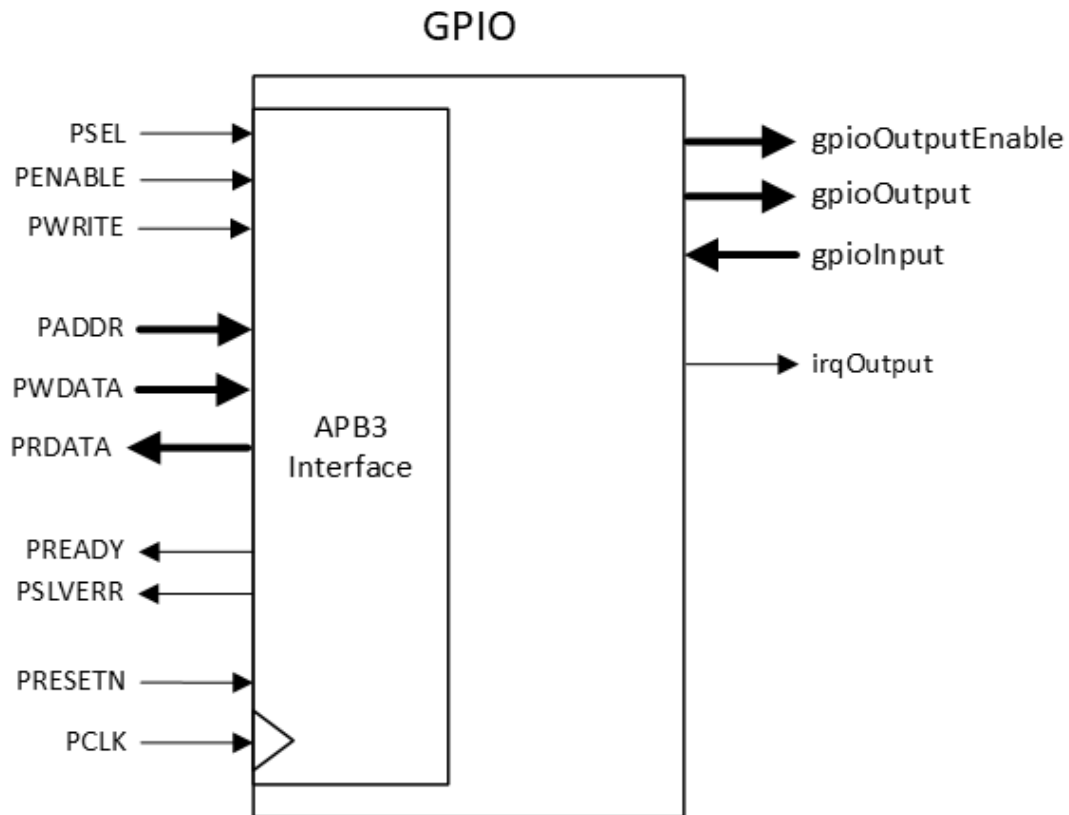 GPIO
PSEL
PENABLE
PWRITE
PADDR
PWDATA
PRDATA
PREADY
PSLVERR
PRESETN
PCLK
APB3
Interface
gpioOutputEnable
gpioOutput
gpioInput
irqOutput